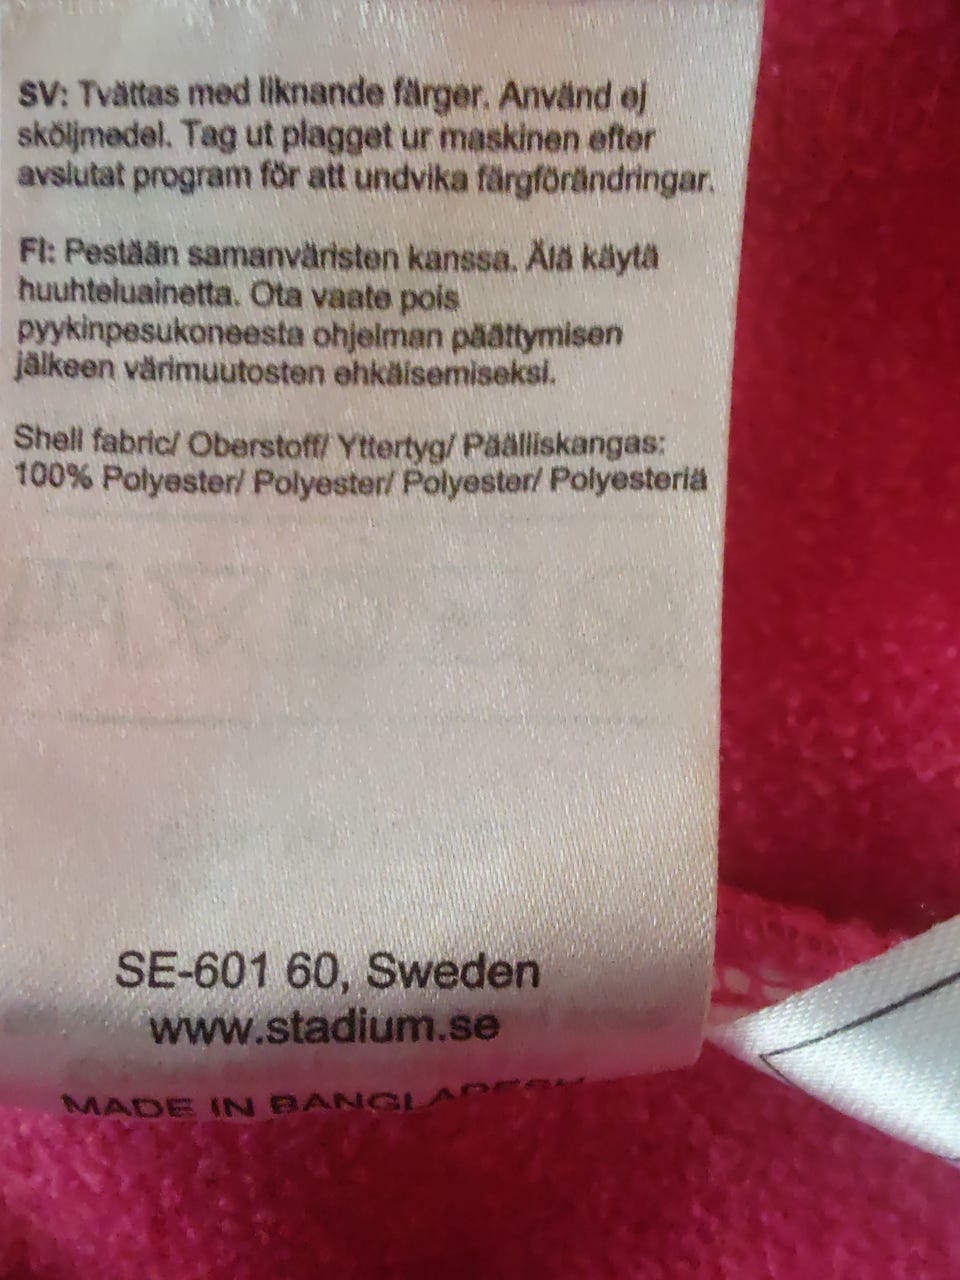 SV: Tvättas med liknande färger. Använd ej
sköljmedel. Tag ut plagget ur maskinen efter
avslutat program för att undvika färgförändringar.
FI: Pestään samanväristen kanssa. Älä käytä
huuhteluainetta. Ota vaate pois
pyykinpesukoneesta ohjelman päättymisen
jälkeen värimuutosten ehkäisemiseksi.
Shell fabric/ Oberstoff/ Yttertyg/ Päälliskangas:
100% Polyester/ Polyester/ Polyester/ Polyesteriä
SE-601 60, Sweden
www.stadium.se
MADE IN BANGLADESH